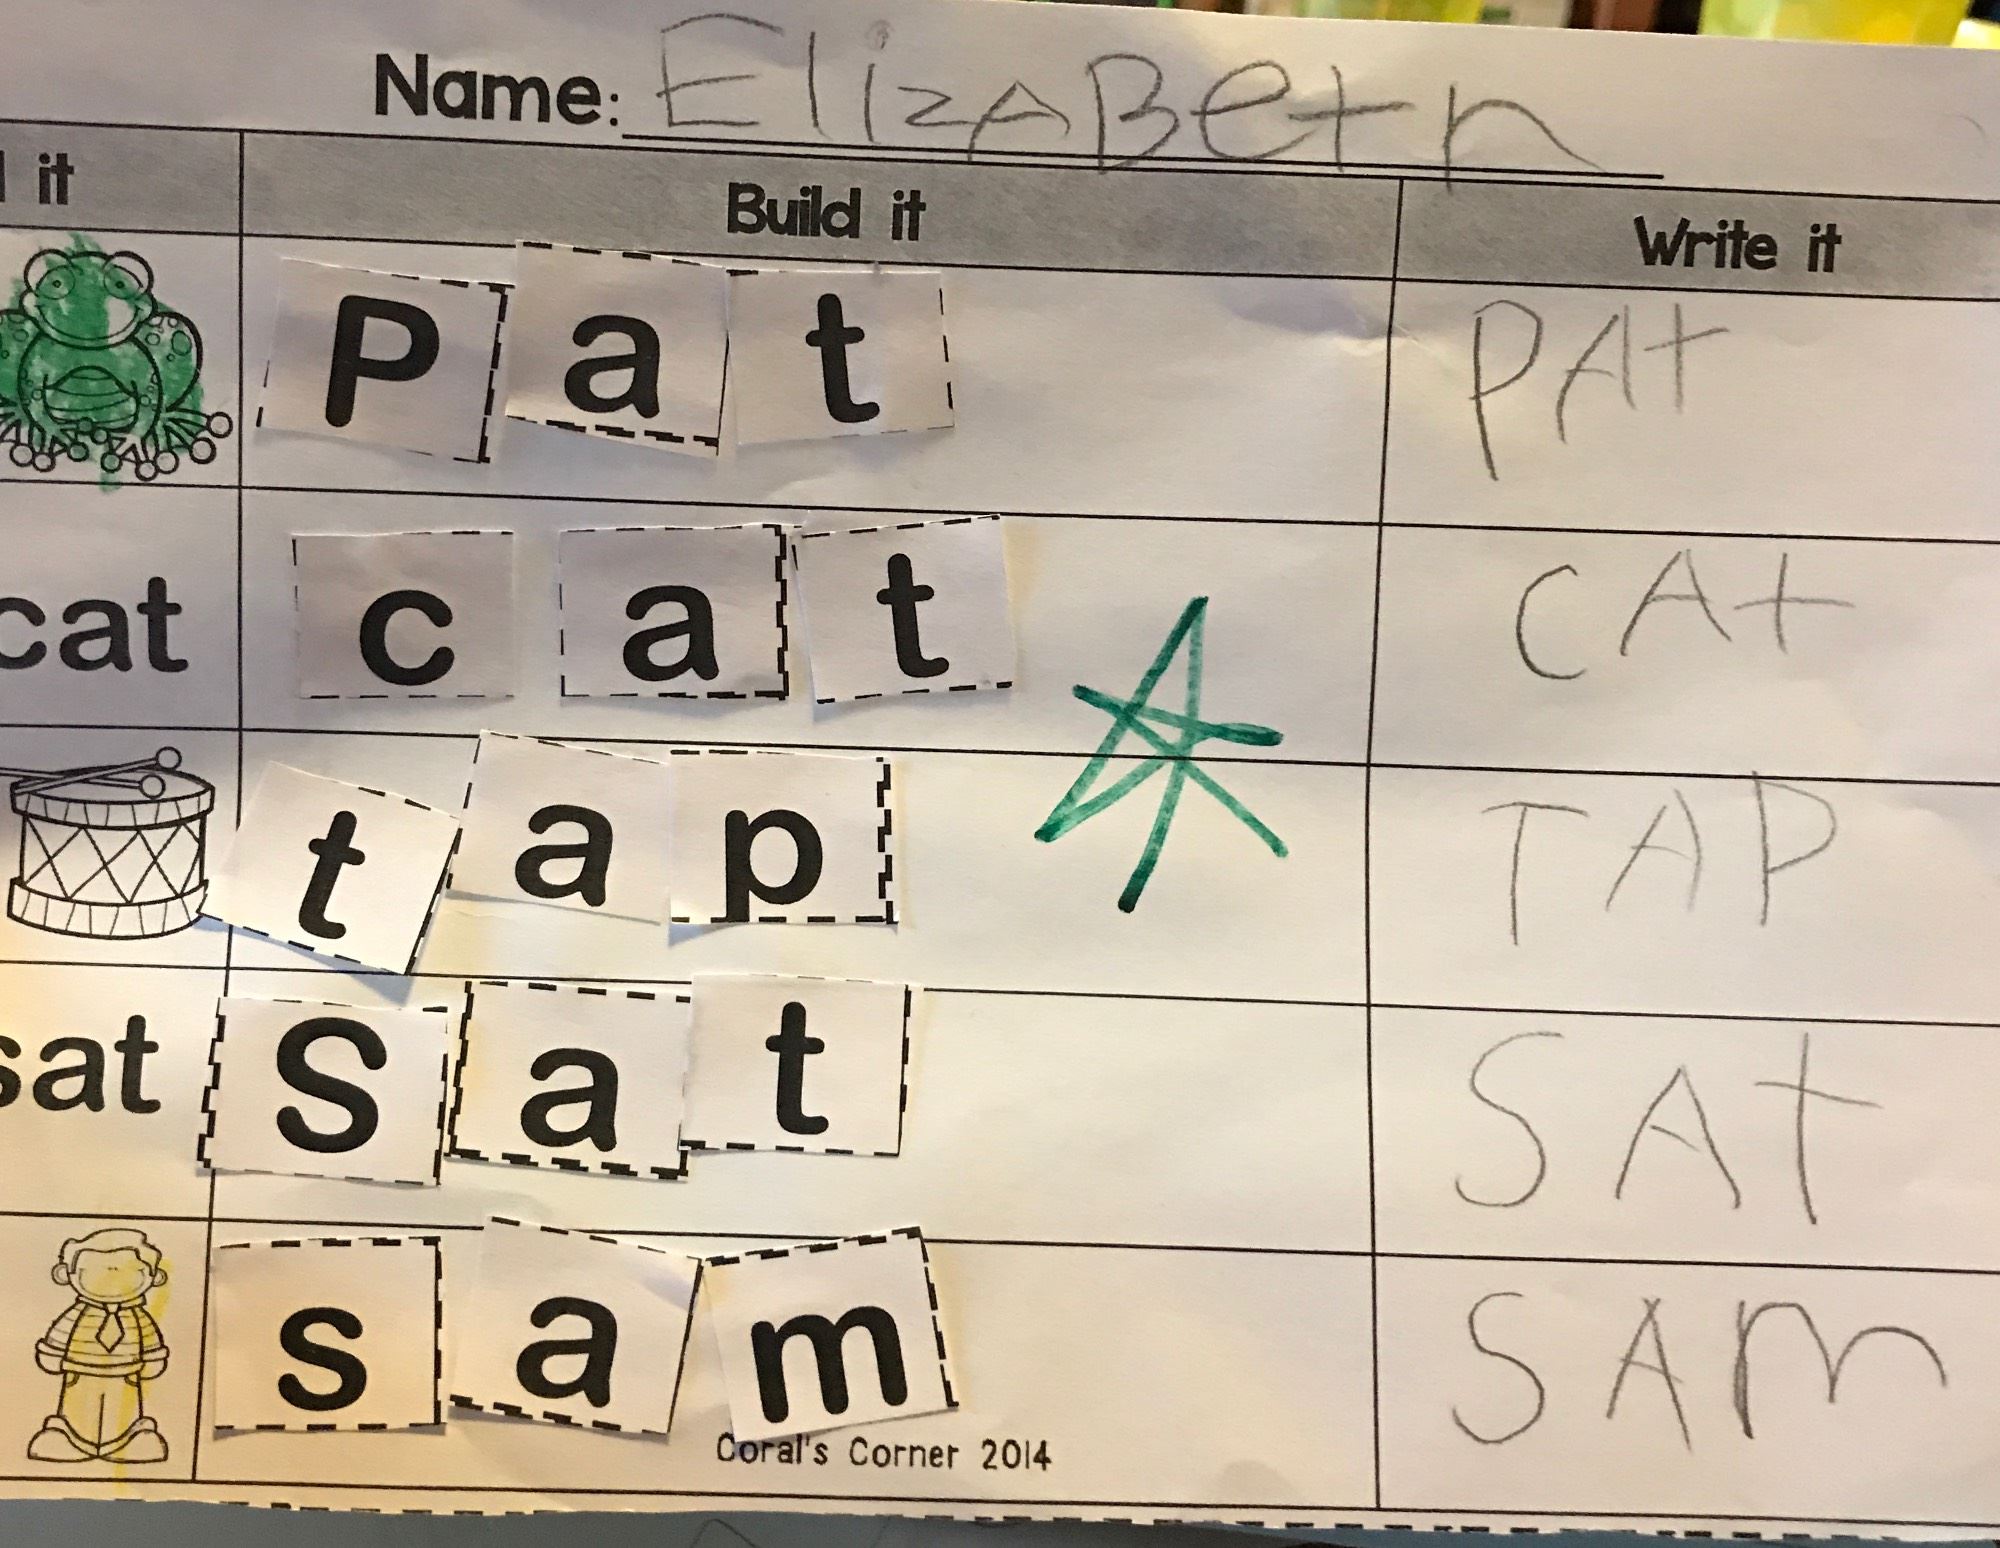 Name: ElizABeth
it Build it Write it
Pat PAt
cat cat cAt
tap TAP
sat Sat SAt
sam SAm
Coral's Corner 2014